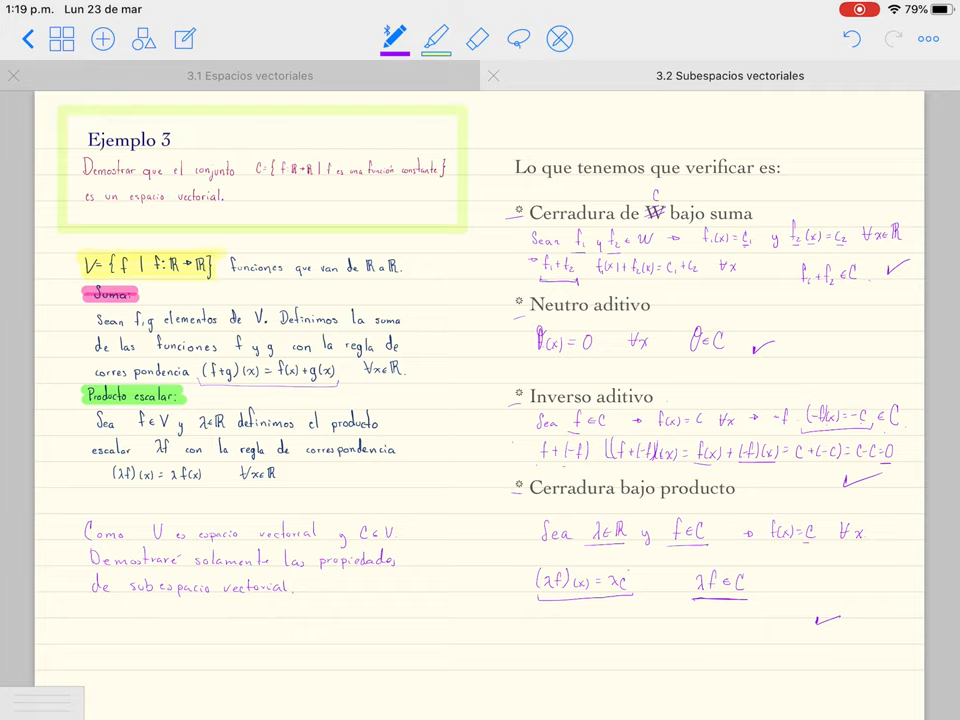 1:19 p.m. Lun 23 de mar
79%
3.1 Espacios vectoriales
3.2 Subespacios vectoriales
Ejemplo 3
Demostrar que el conjunto C={ f:ℝ→ℝ | f es una función constante}
es un espacio vectorial.
V={f | f:ℝ→ℝ} funciones que van de ℝ a ℝ.
Suma:
Sean f,g elementos de V. Definimos la suma
de las funciones f y g con la regla de
correspondencia (f+g)(x)=f(x)+g(x) ∀x∈ℝ.
Producto escalar:
Sea f∈V y λ∈ℝ definimos el producto
escalar λf con la regla de correspondencia
(λf)(x)=λf(x) ∀x∈ℝ
Como V es espacio vectorial y C⊆V.
Demostraré solamente las propiedades
de subespacio vectorial.
Lo que tenemos que verificar es:
C
Cerradura de W bajo suma
Sean f₁ y f₂∈W → f₁(x)=C₁ y f₂(x)=C₂ ∀x∈ℝ
→ f₁+f₂ f₁(x)+f₂(x)=C₁+C₂ ∀x f₁+f₂∈C. ✓
Neutro aditivo
(x)=0 ∀x ∈C ✓
Inverso aditivo
Sea f∈C → f(x)=C ∀x → -f (-f)(x)=-C, ∈C
f+(-f) (f+(-f))(x)=f(x)+(-f)(x)=C+(-C)=C-C=0
✓
Cerradura bajo producto
Sea λ∈ℝ y f∈C → f(x)=C ∀x.
(λf)(x)=λC λf∈C
✓